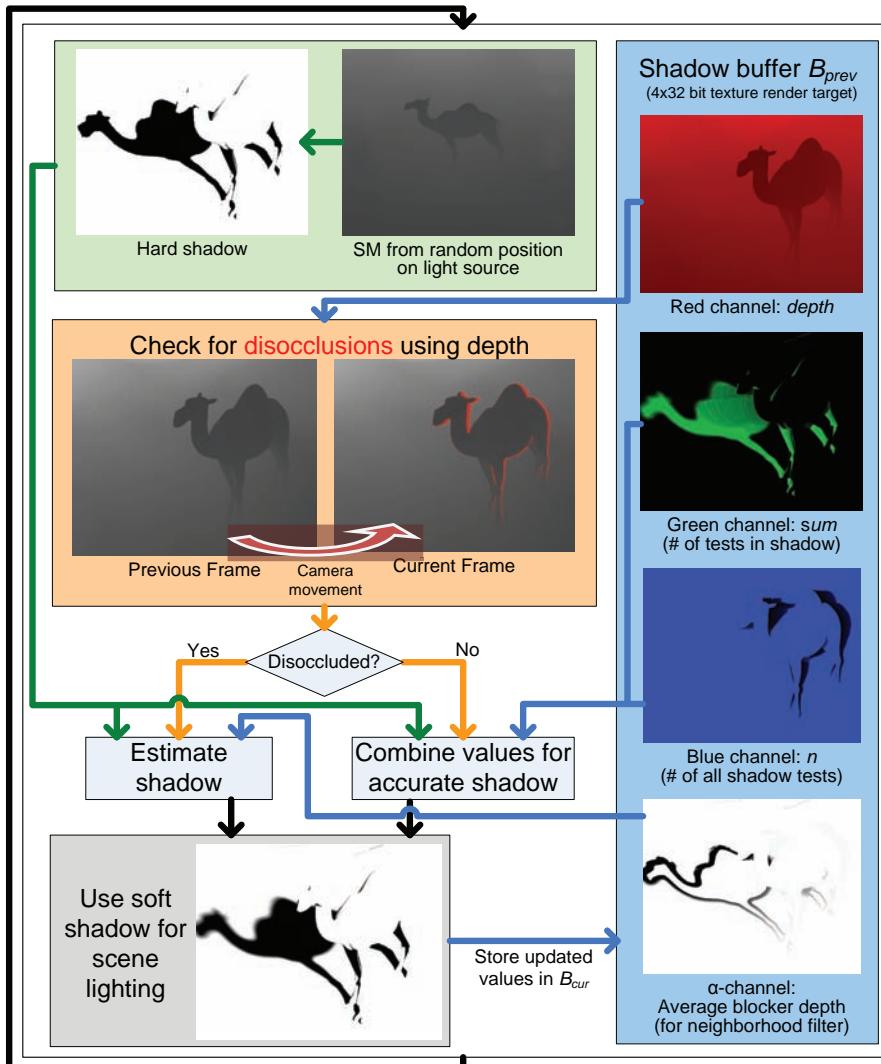 Hard shadow
SM from random position
on light source
Shadow buffer Bprev
(4x32 bit texture render target)
Red channel: depth
Check for disocclusions using depth
Previous Frame
Camera
movement
Current Frame
Green channel: sum
(# of tests in shadow)
Yes
Disoccluded?
No
Estimate
shadow
Combine values for
accurate shadow
Blue channel: n
(# of all shadow tests)
Use soft
shadow for
scene
lighting
Store updated
values in Bcur
α-channel:
Average blocker depth
(for neighborhood filter)